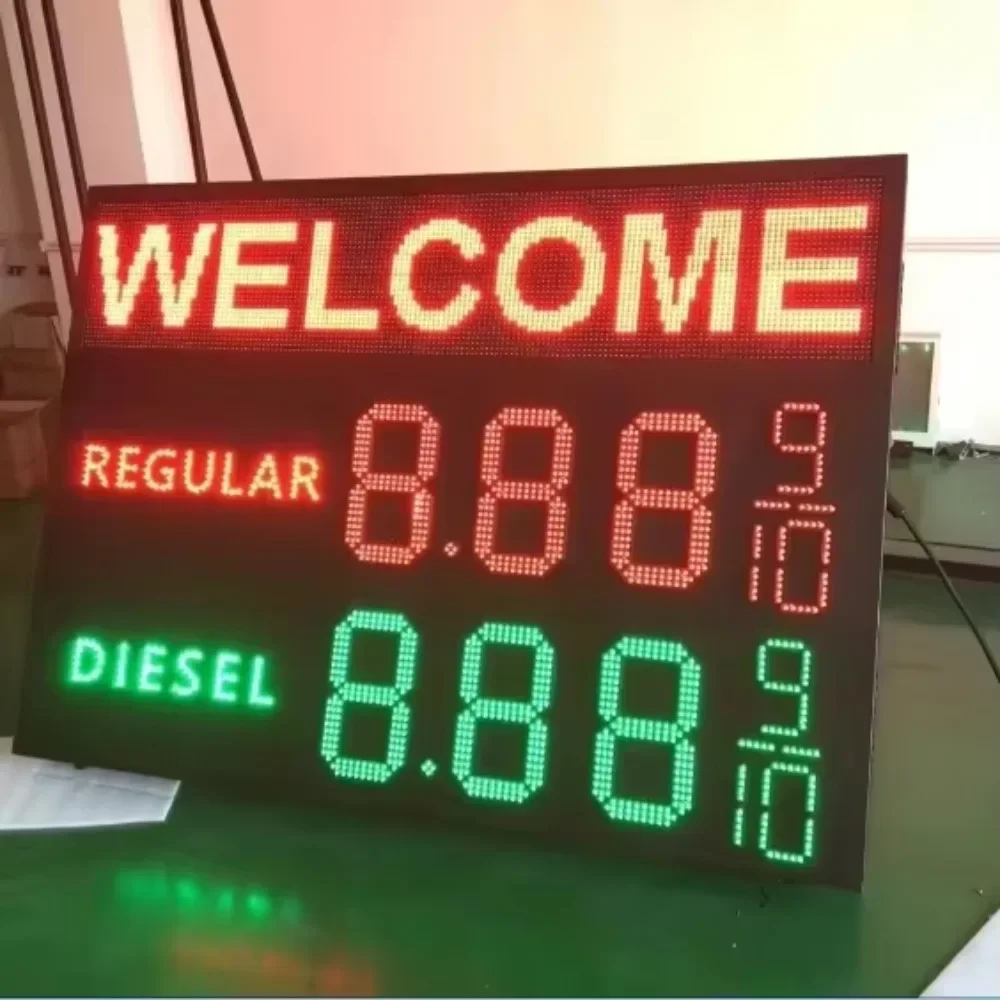 WELCOME
REGULAR 8.88 9/10
DIESEL 8.88 9/10